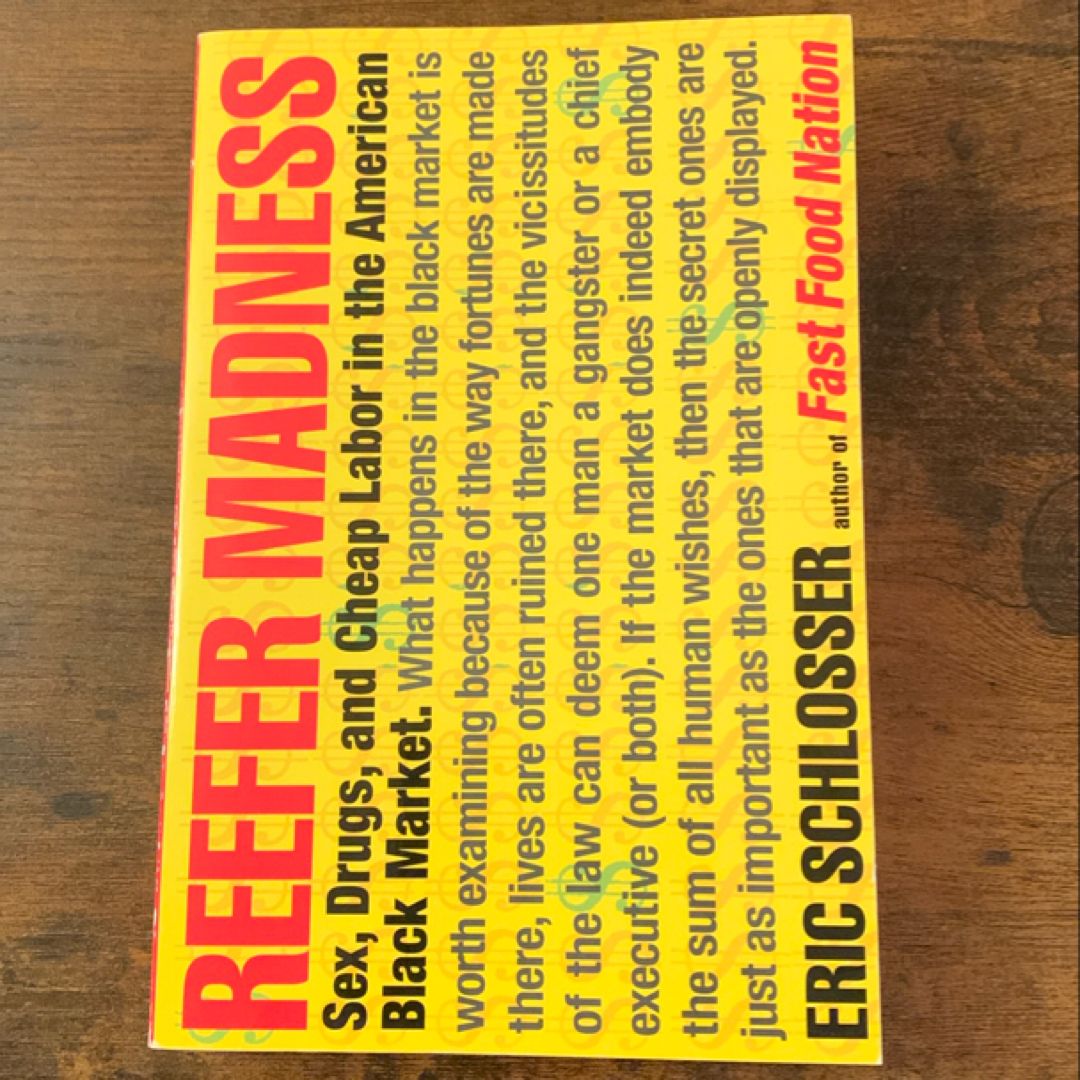 REEFER MADNESS
Sex, Drugs, and Cheap Labor in the American
Black Market. What happens in the black market is
worth examining because of the way fortunes are made
there, lives are often ruined there, and the vicissitudes
of the law can deem one man a gangster or a chief
executive (or both). If the market does indeed embody
the sum of all human wishes, then the secret ones are
just as important as the ones that are openly displayed.
ERIC SCHLOSSER author of Fast Food Nation